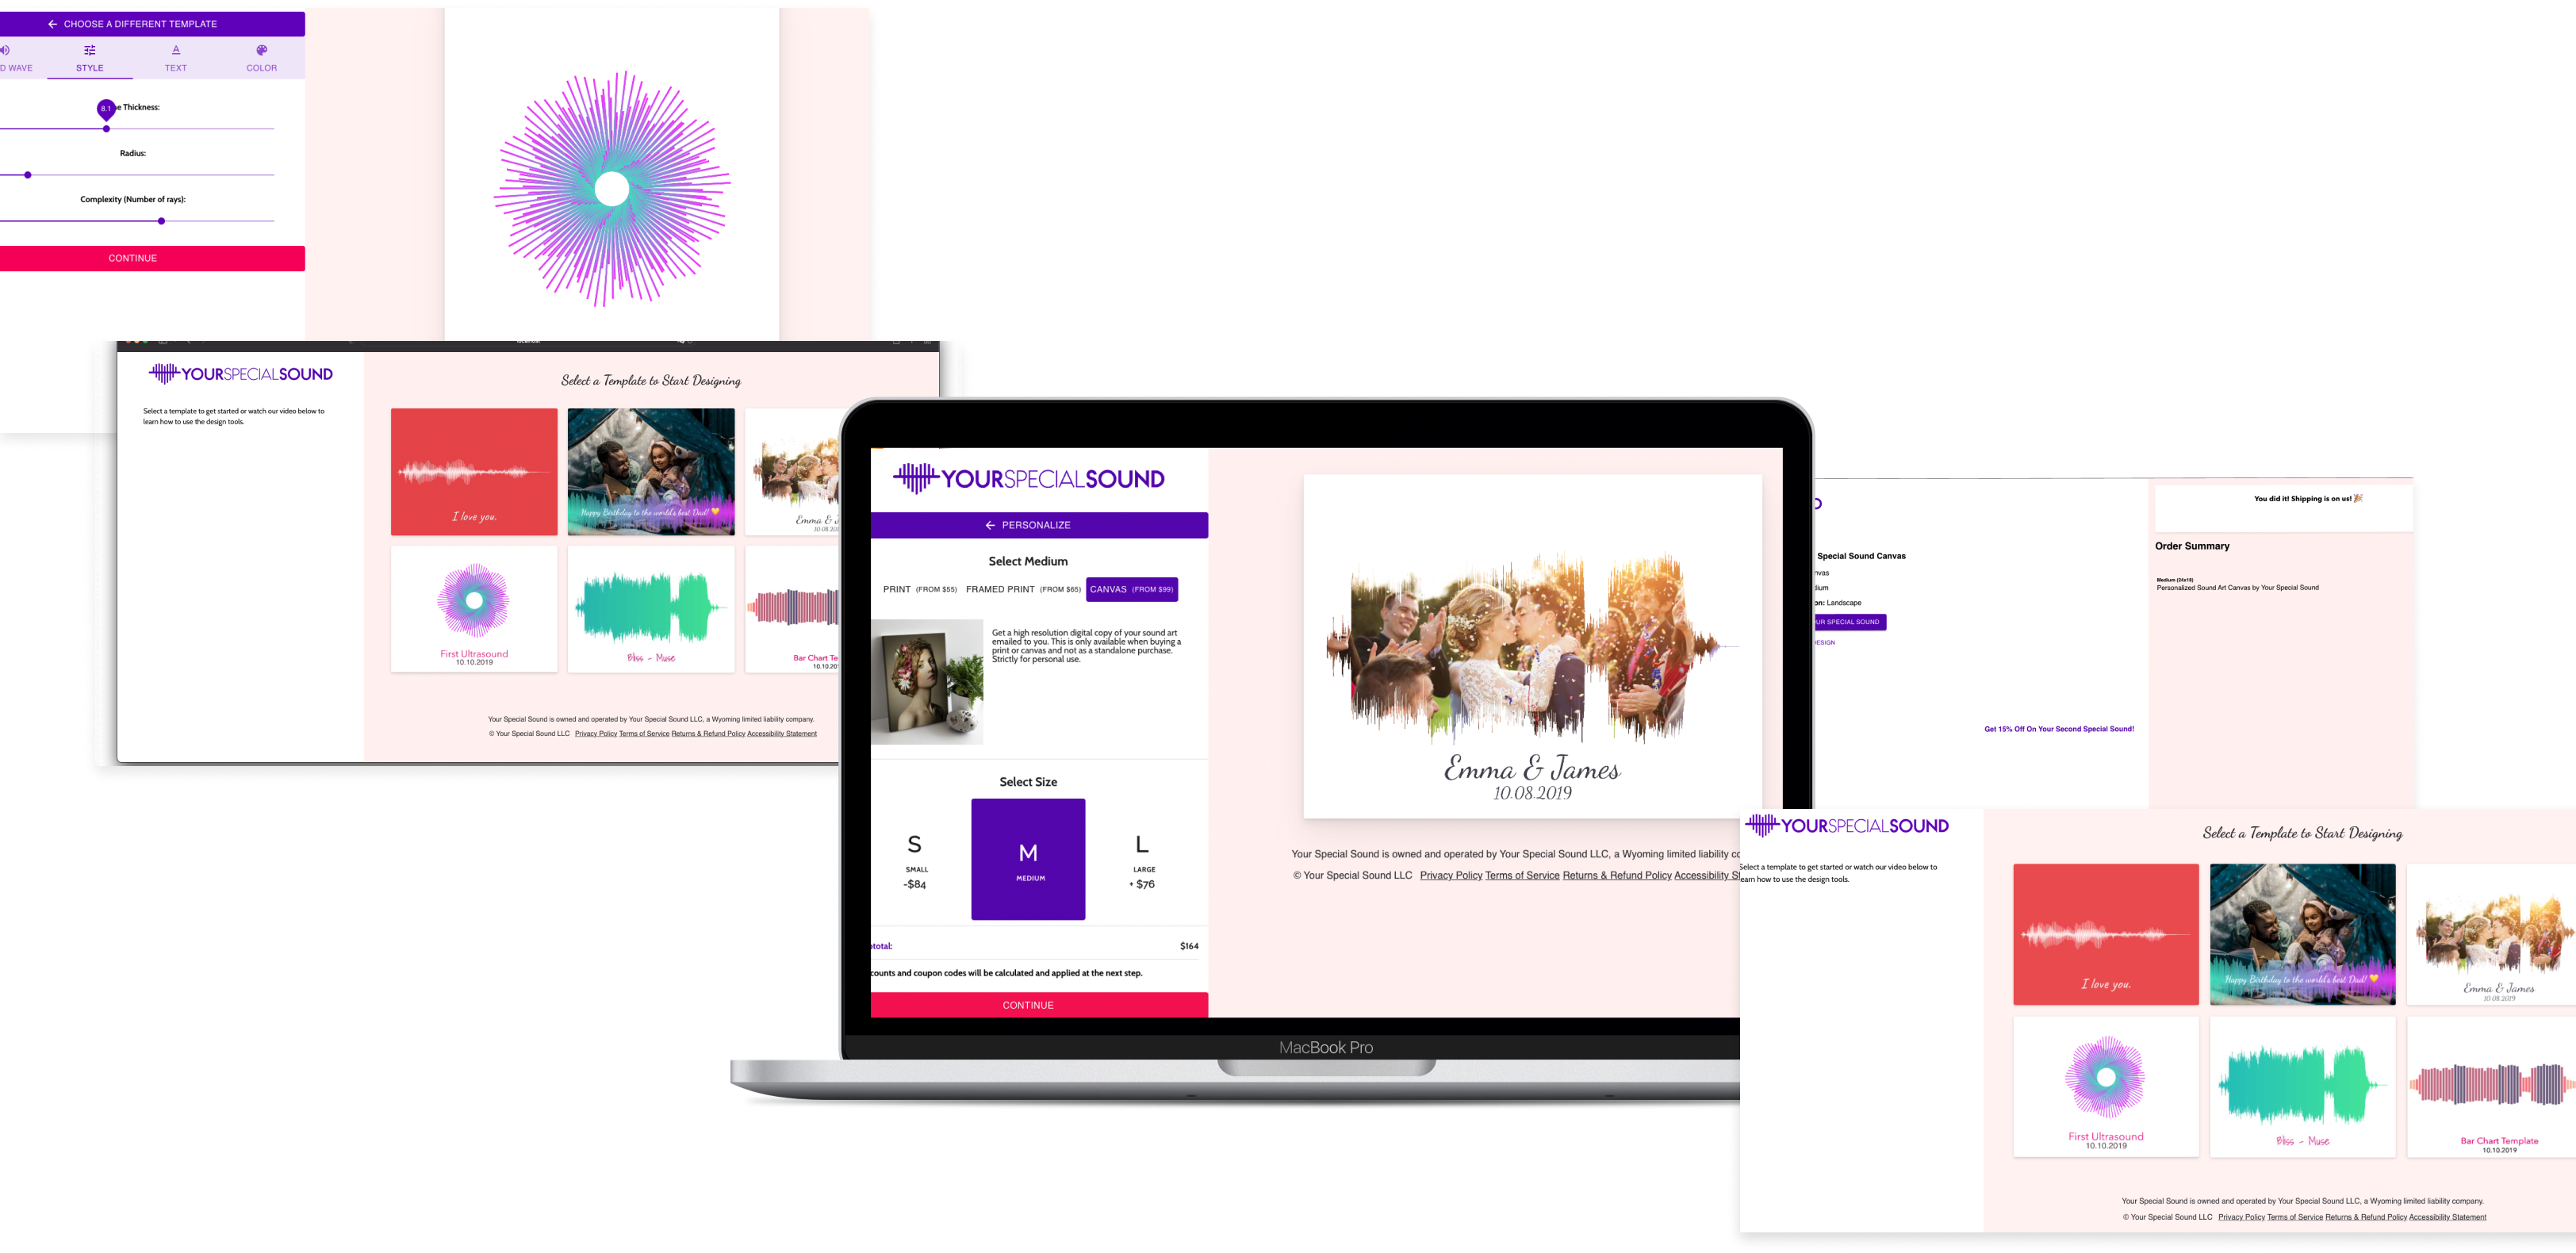 CHOOSE A DIFFERENT TEMPLATE
D WAVE STYLE TEXT COLOR
8.1 e Thickness:
Radius:
Complexity (Number of rays):
CONTINUE
YOURSPECIALSOUND
Select a template to get started or watch our video below to
learn how to use the design tools.
Select a Template to Start Designing
I love you.
Happy Birthday to the world's best Dad! 💛
Emma & J
10.08.201
First Ultrasound
10.10.2019
Bliss - Muse
Bar Chart Te
10.10.201
Your Special Sound is owned and operated by Your Special Sound LLC, a Wyoming limited liability company.
© Your Special Sound LLC Privacy Policy Terms of Service Returns & Refund Policy Accessibility Statement
YOURSPECIALSOUND
PERSONALIZE
Select Medium
PRINT (FROM $55) FRAMED PRINT (FROM $65) CANVAS (FROM $99)
Get a high resolution digital copy of your sound art
emailed to you. This is only available when buying a
print or canvas and not as a standalone purchase.
Strictly for personal use.
Select Size
S
SMALL
-$84
M
MEDIUM
L
LARGE
+ $76
total: $164
counts and coupon codes will be calculated and applied at the next step.
CONTINUE
Emma & James
10.08.2019
Your Special Sound is owned and operated by Your Special Sound LLC, a Wyoming limited liability co
© Your Special Sound LLC Privacy Policy Terms of Service Returns & Refund Policy Accessibility S
MacBook Pro
Special Sound Canvas
nvas
dium
on: Landscape
UR SPECIAL SOUND
ESIGN
Get 15% Off On Your Second Special Sound!
You did it! Shipping is on us! 🎉
Order Summary
Medium (24x18)
Personalized Sound Art Canvas by Your Special Sound
YOURSPECIALSOUND
Select a template to get started or watch our video below to
earn how to use the design tools.
Select a Template to Start Designing
I love you.
Happy Birthday to the world's best Dad! 💛
Emma & James
10.08.2019
First Ultrasound
10.10.2019
Bliss - Muse
Bar Chart Template
10.10.2019
Your Special Sound is owned and operated by Your Special Sound LLC, a Wyoming limited liability company.
© Your Special Sound LLC Privacy Policy Terms of Service Returns & Refund Policy Accessibility Statement